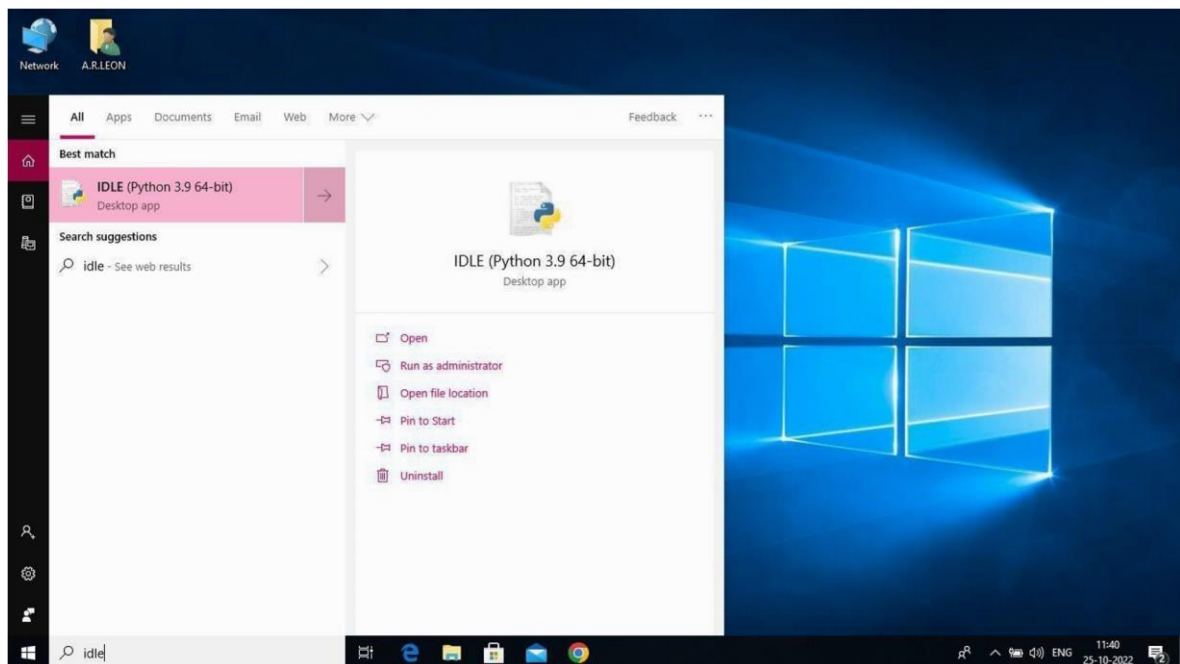 Network A.R.LEON
All Apps Documents Email Web More Feedback ...
Best match
IDLE (Python 3.9 64-bit)
Desktop app
Search suggestions
idle - See web results
IDLE (Python 3.9 64-bit)
Desktop app
Open
Run as administrator
Open file location
Pin to Start
Pin to taskbar
Uninstall
idle
ENG
11:40
25-10-2022
2